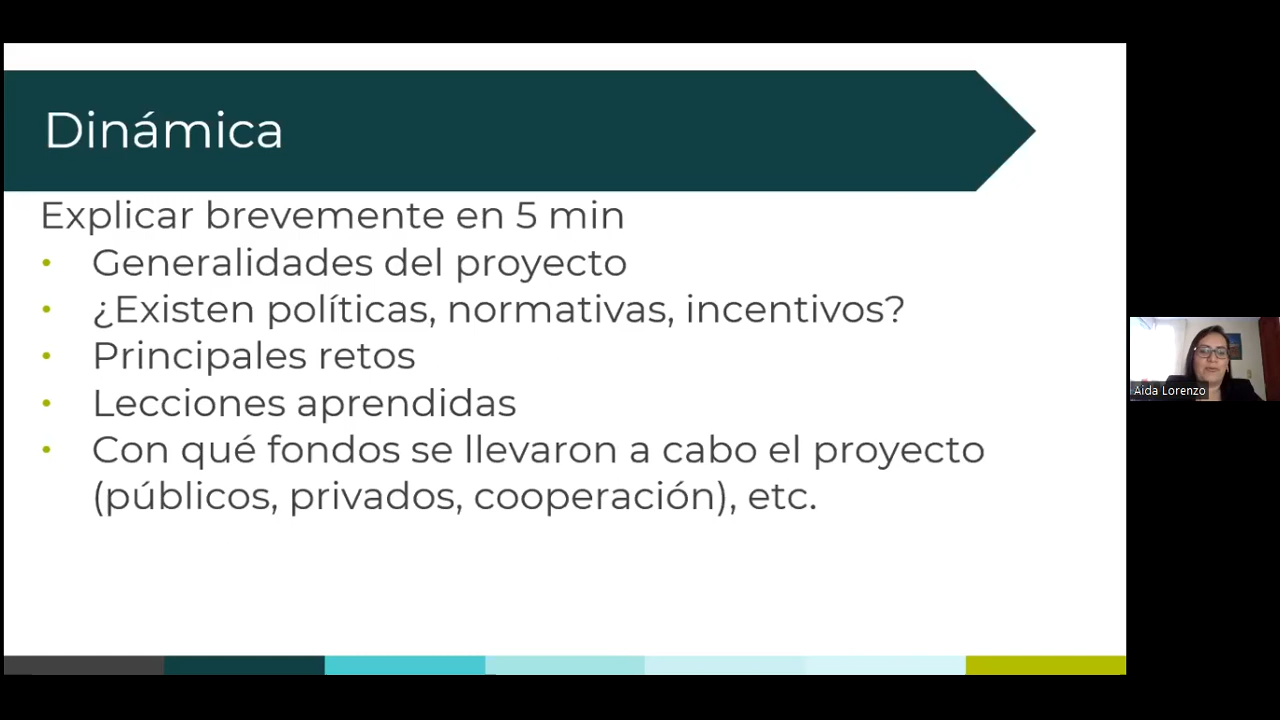 Dinámica
Explicar brevemente en 5 min
• Generalidades del proyecto
• ¿Existen políticas, normativas, incentivos?
• Principales retos
• Lecciones aprendidas
• Con qué fondos se llevaron a cabo el proyecto
(públicos, privados, cooperación), etc.
Aida Lorenzo